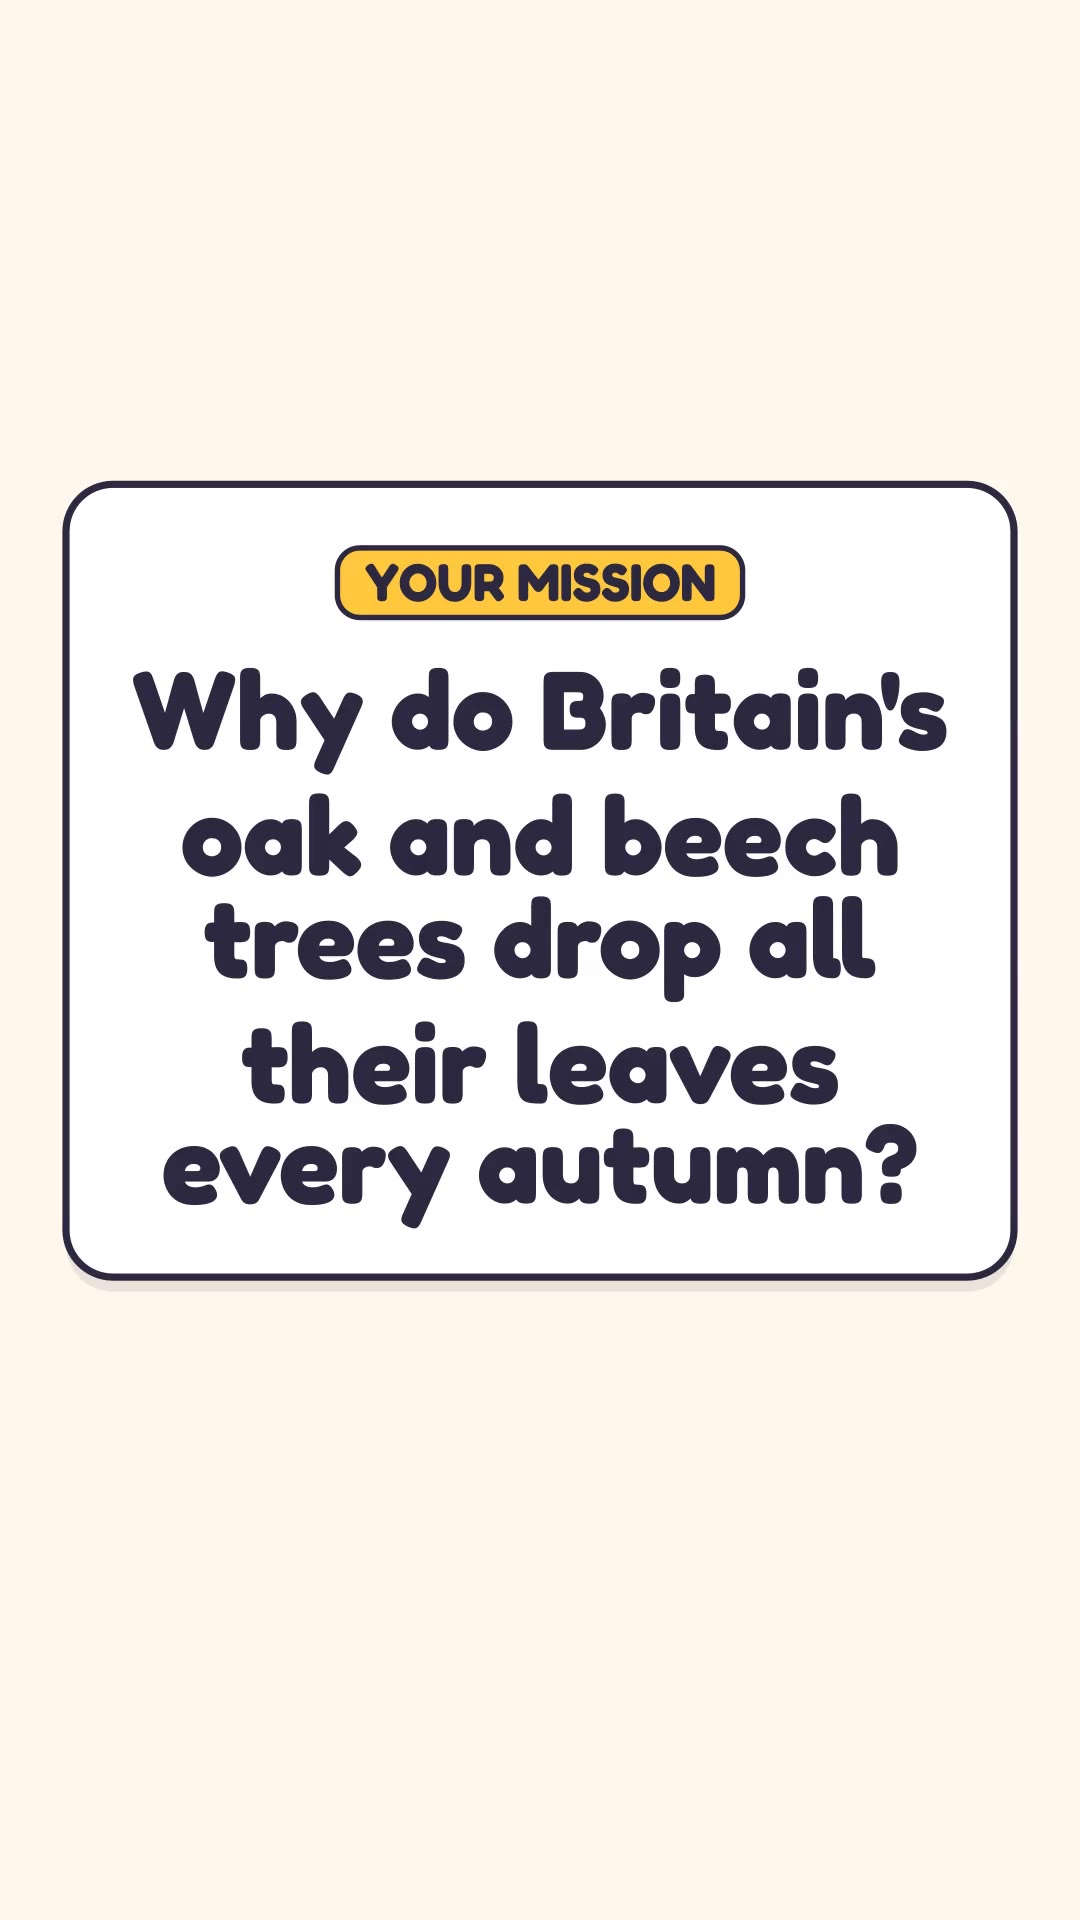 YOUR MISSION
Why do Britain's
oak and beech
trees drop all
their leaves
every autumn?